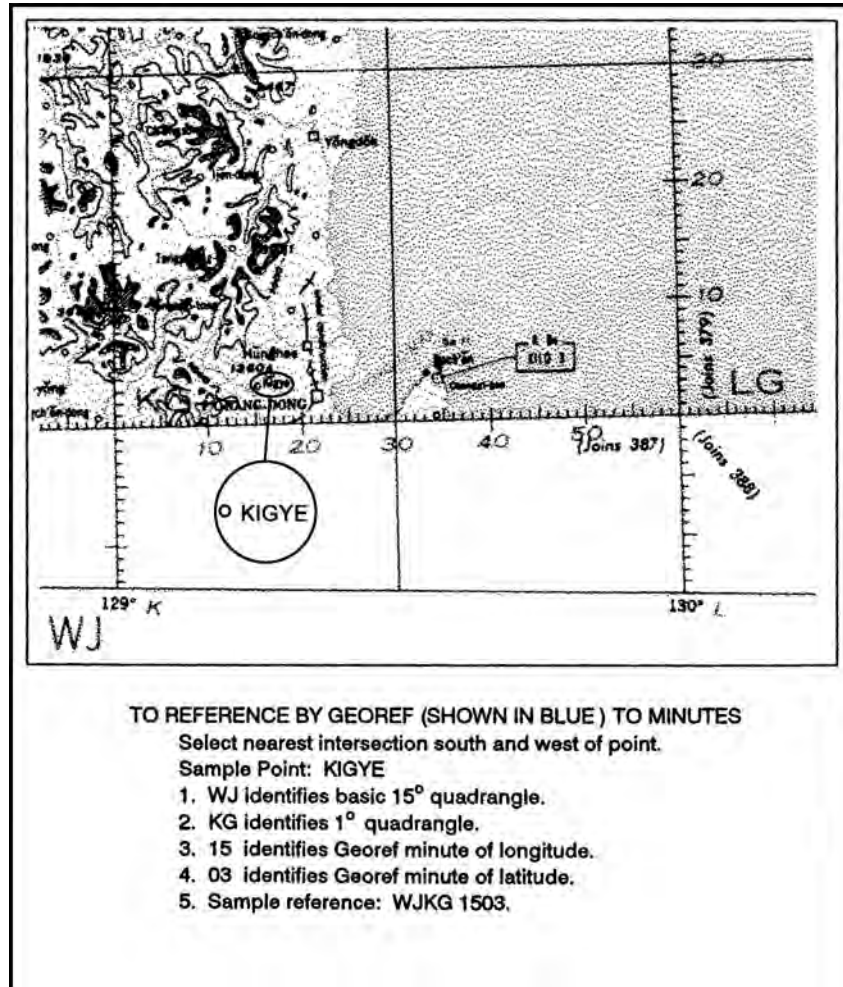 30
Yŏngdŏk
20
10
(Joins 379)
LG
Hŭnghae
Kigye
10
20
30
40
50
(Joins 387)
(Joins 388)
KIGYE
129° K
130° L
WJ
TO REFERENCE BY GEOREF (SHOWN IN BLUE ) TO MINUTES
Select nearest intersection south and west of point.
Sample Point: KIGYE
1. WJ identifies basic 15° quadrangle.
2. KG identifies 1° quadrangle.
3. 15 identifies Georef minute of longitude.
4. 03 identifies Georef minute of latitude.
5. Sample reference: WJKG 1503.